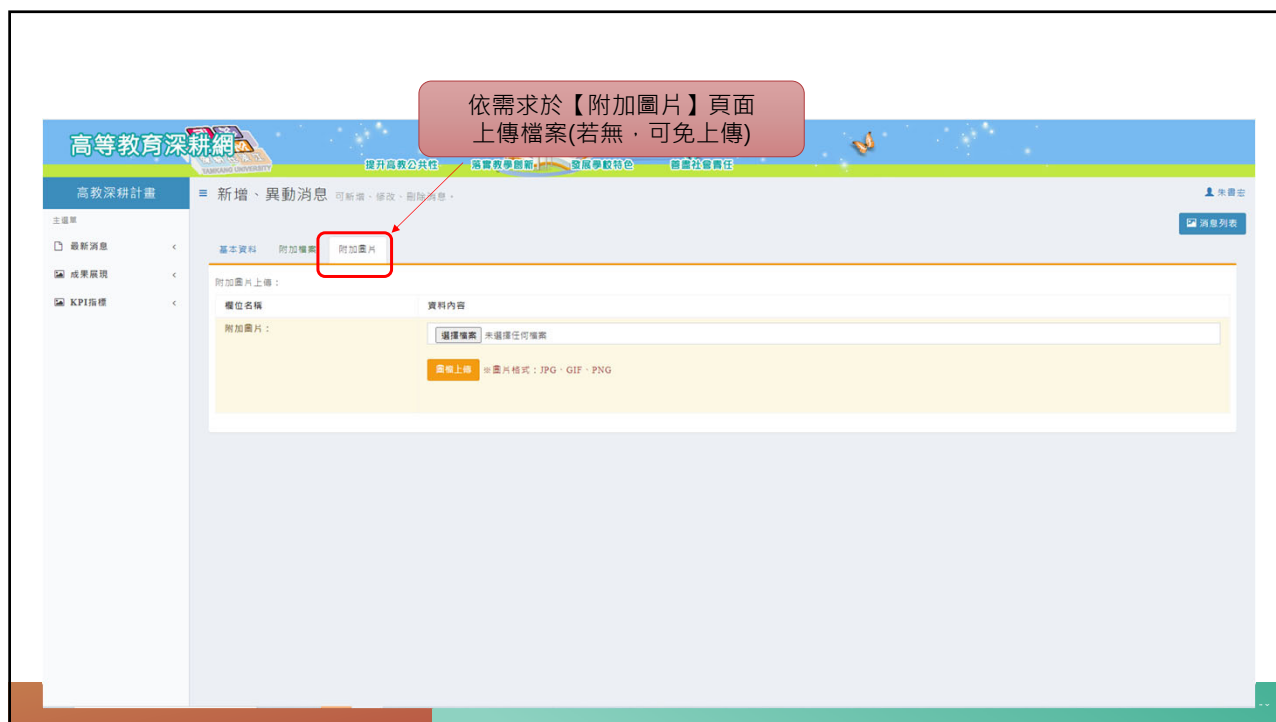 依需求於【附加圖片】頁面
上傳檔案(若無，可免上傳)
高等教育深耕網
TAMKANG UNIVERSITY
提升高教公共性 落實教學創新 發展學校特色 善盡社會責任
高教深耕計畫
≡ 新增、異動消息 可新增、修改、刪除消息。
朱書宏
主選單
消息列表
最新消息 <
成果展現 <
KPI指標 <
基本資料 附加檔案 附加圖片
附加圖片上傳：
欄位名稱 資料內容
附加圖片：
選擇檔案 未選擇任何檔案
圖檔上傳 ※圖片格式：JPG、GIF、PNG